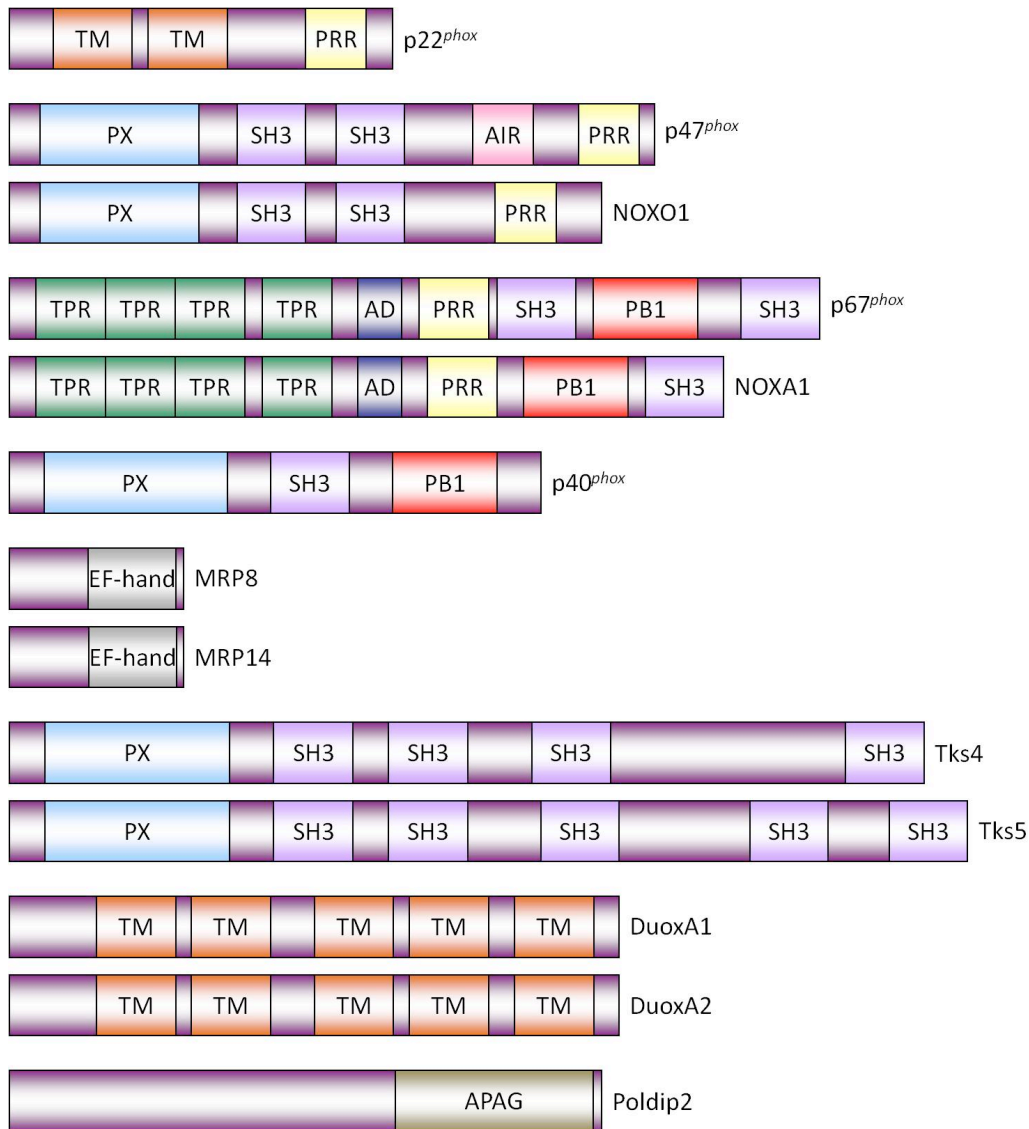 TM TM PRR p22phox
PX SH3 SH3 AIR PRR p47phox
PX SH3 SH3 PRR NOXO1
TPR TPR TPR TPR AD PRR SH3 PB1 SH3 p67phox
TPR TPR TPR TPR AD PRR PB1 SH3 NOXA1
PX SH3 PB1 p40phox
EF-hand MRP8
EF-hand MRP14
PX SH3 SH3 SH3 SH3 Tks4
PX SH3 SH3 SH3 SH3 SH3 Tks5
TM TM TM TM TM DuoxA1
TM TM TM TM TM DuoxA2
APAG Poldip2